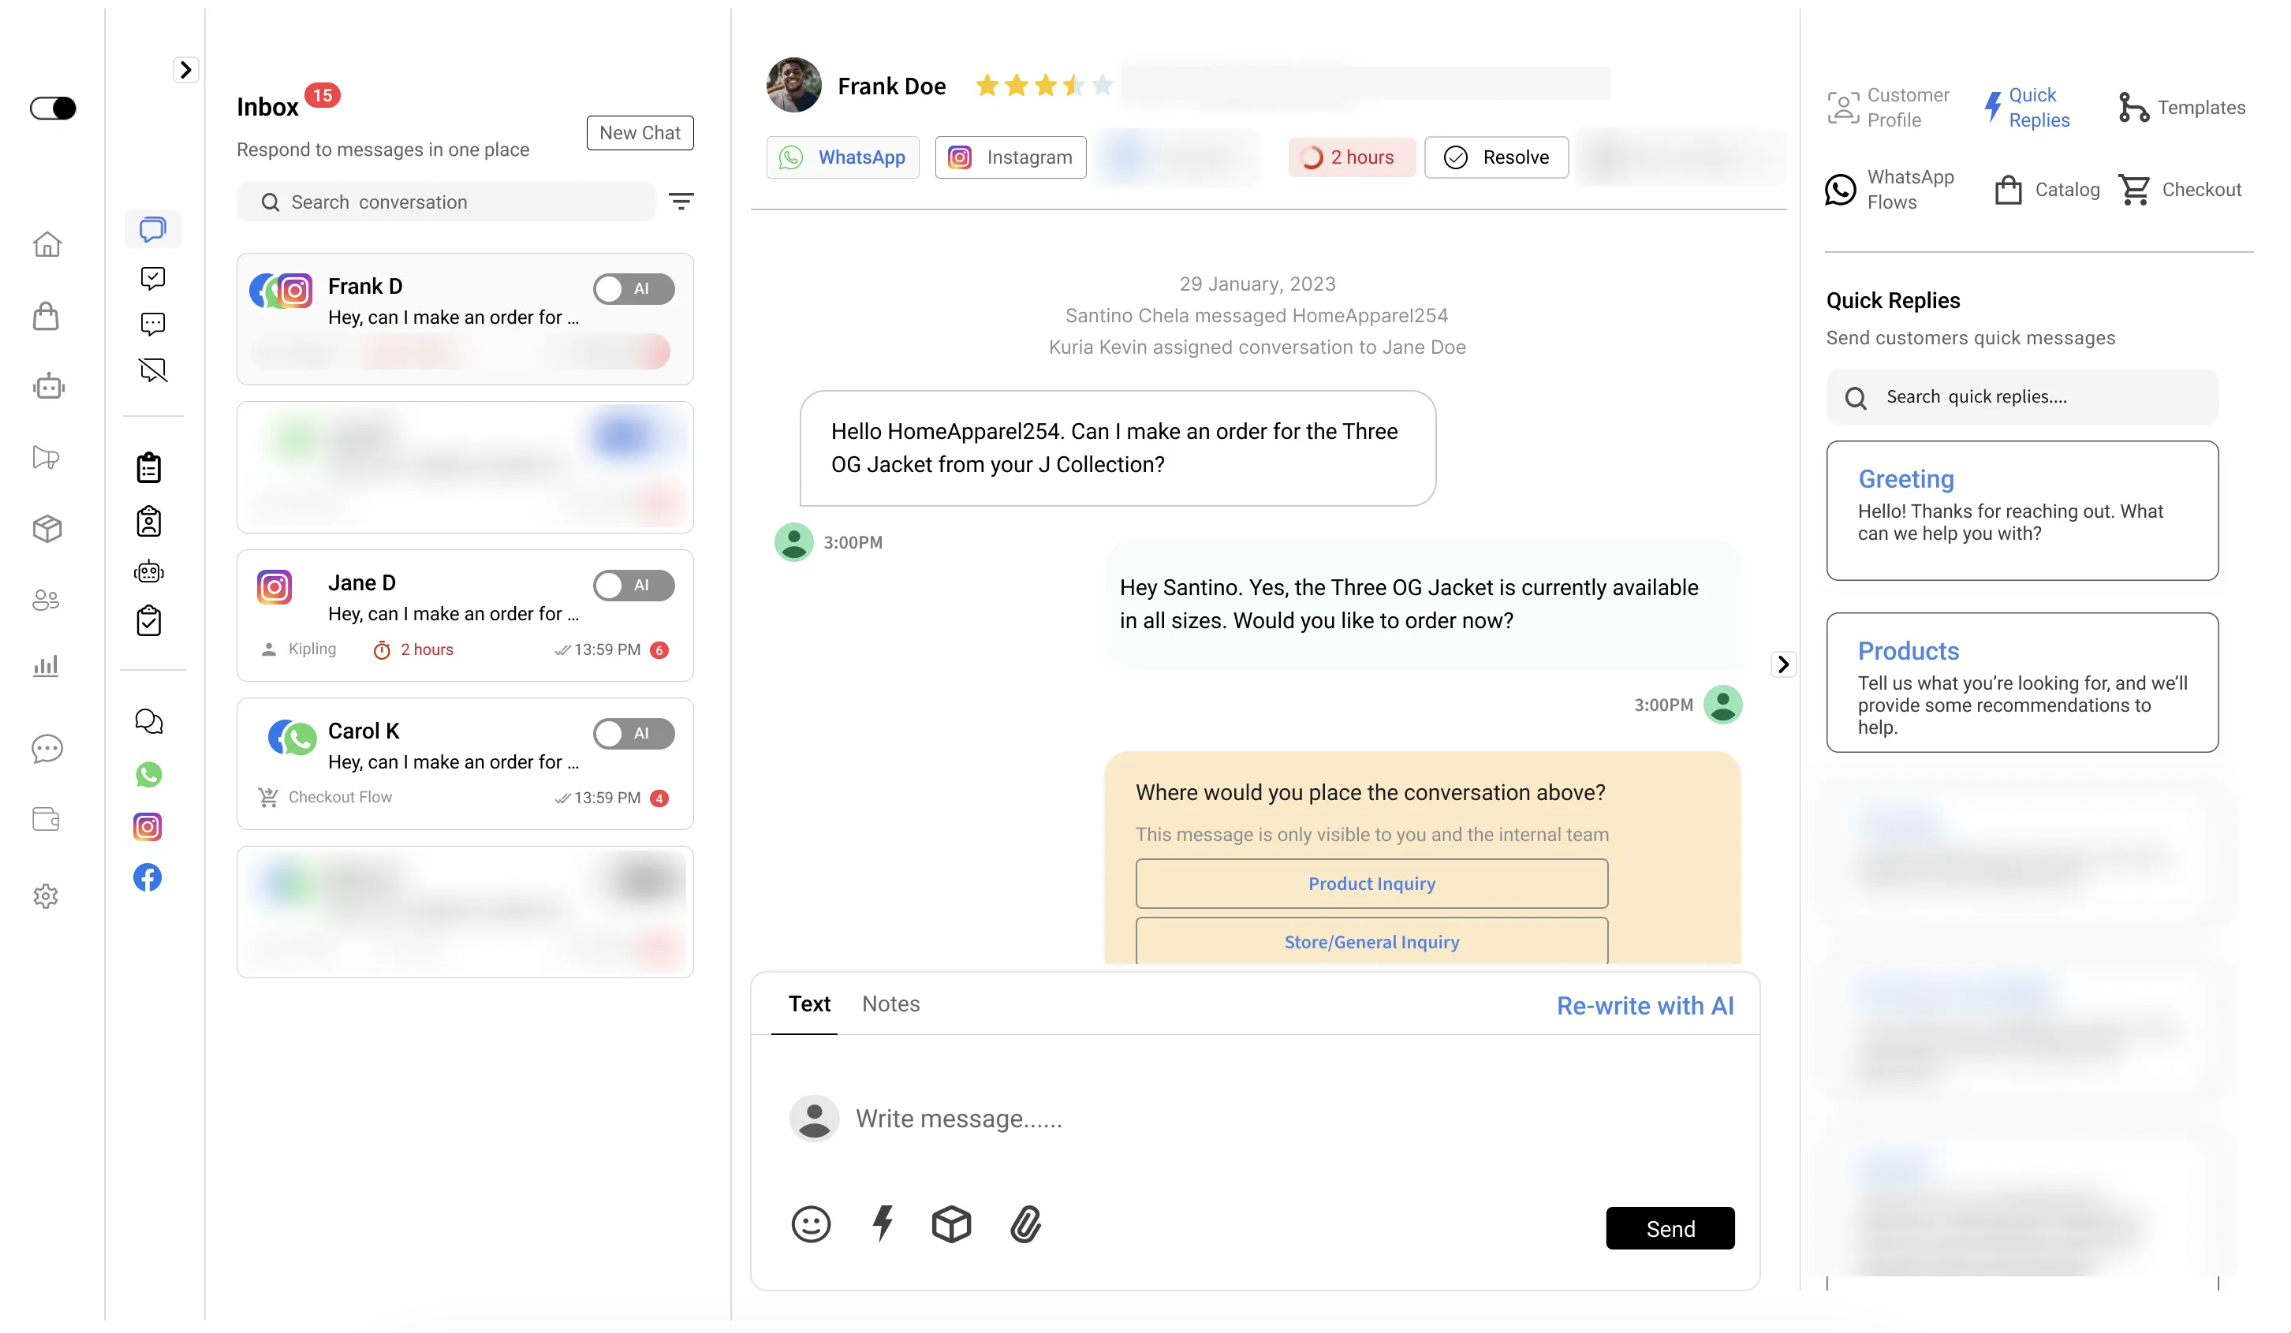 Inbox 15
Respond to messages in one place
New Chat
Search conversation
Frank D
AI
Hey, can I make an order for ...
Jane D
AI
Hey, can I make an order for ...
Kipling
2 hours
13:59 PM
6
Carol K
AI
Hey, can I make an order for ...
Checkout Flow
13:59 PM
4
Frank Doe
WhatsApp
Instagram
2 hours
Resolve
29 January, 2023
Santino Chela messaged HomeApparel254
Kuria Kevin assigned conversation to Jane Doe
Hello HomeApparel254. Can I make an order for the Three
OG Jacket from your J Collection?
3:00PM
Hey Santino. Yes, the Three OG Jacket is currently available
in all sizes. Would you like to order now?
3:00PM
Where would you place the conversation above?
This message is only visible to you and the internal team
Product Inquiry
Store/General Inquiry
Text
Notes
Re-write with AI
Write message......
Send
Customer
Profile
Quick
Replies
Templates
WhatsApp
Flows
Catalog
Checkout
Quick Replies
Send customers quick messages
Search quick replies....
Greeting
Hello! Thanks for reaching out. What
can we help you with?
Products
Tell us what you're looking for, and we'll
provide some recommendations to
help.